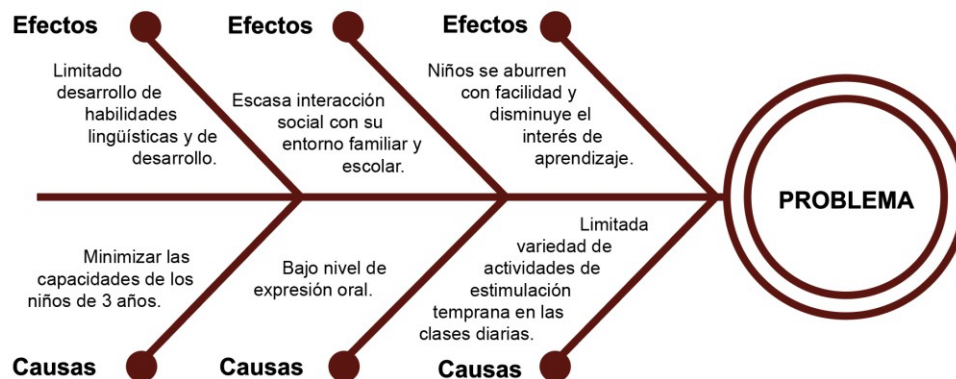 Efectos
Limitado
desarrollo de
habilidades
lingüísticas y de
desarrollo.
Efectos
Escasa interacción
social con su
entorno familiar y
escolar.
Efectos
Niños se aburren
con facilidad y
disminuye el
interés de
aprendizaje.
PROBLEMA
Minimizar las
capacidades de los
niños de 3 años.
Causas
Bajo nivel de
expresión oral.
Causas
Limitada
variedad de
actividades de
estimulación
temprana en las
clases diarias.
Causas